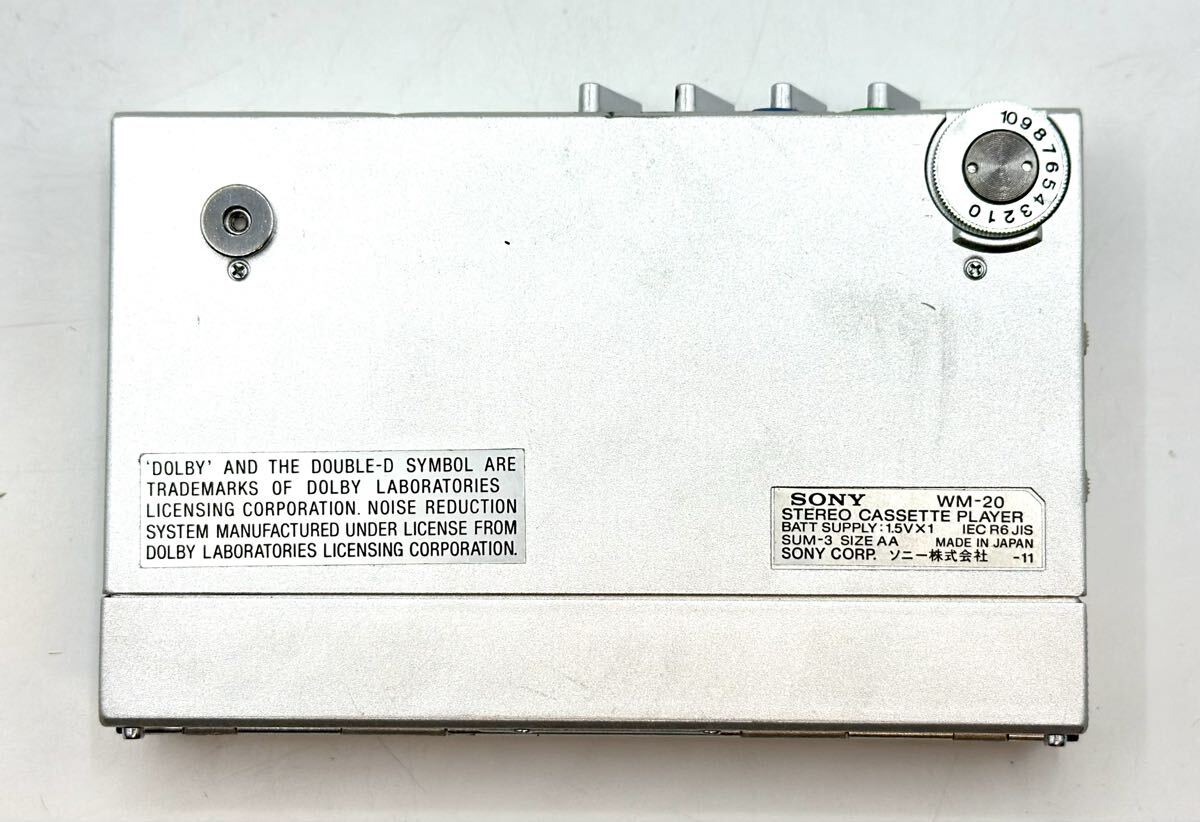 109876543210
'DOLBY' AND THE DOUBLE-D SYMBOL ARE
TRADEMARKS OF DOLBY LABORATORIES
LICENSING CORPORATION. NOISE REDUCTION
SYSTEM MANUFACTURED UNDER LICENSE FROM
DOLBY LABORATORIES LICENSING CORPORATION.
SONY WM-20
STEREO CASSETTE PLAYER
BATT SUPPLY: 1.5V×1 IEC R6 JIS
SUM-3 SIZE AA MADE IN JAPAN
SONY CORP. ソニー株式会社 -11